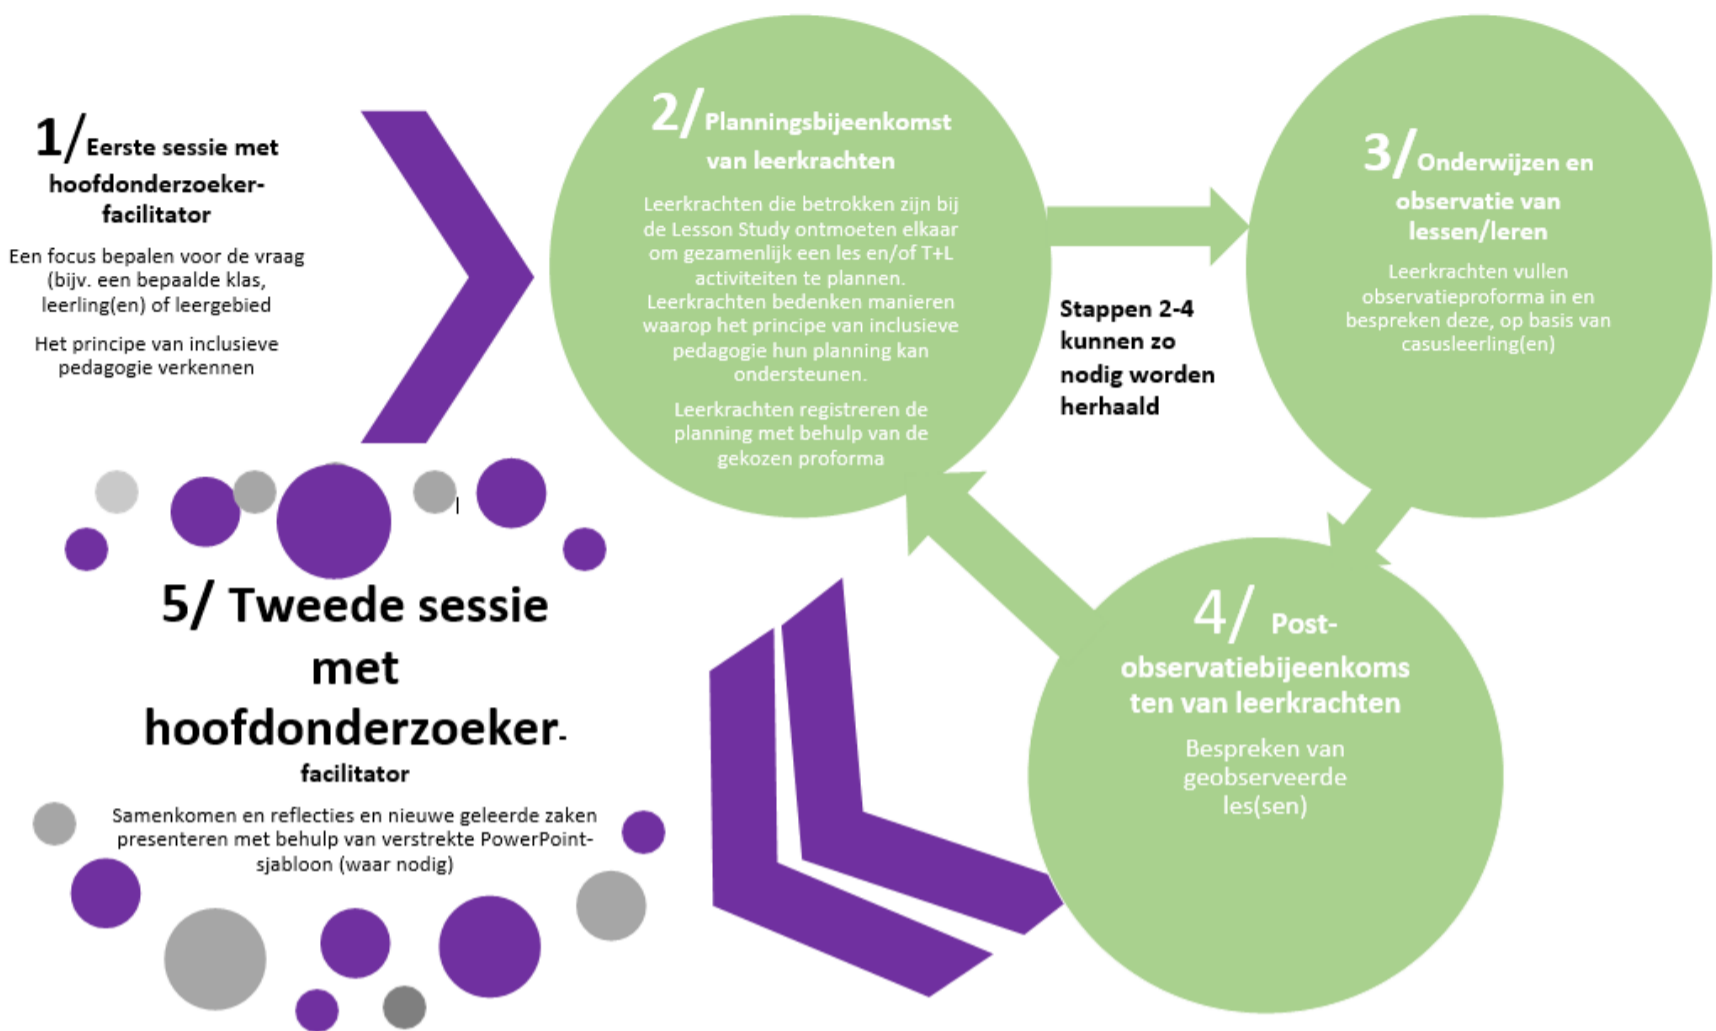 1/ Eerste sessie met
hoofdonderzoeker-
facilitator
Een focus bepalen voor de vraag
(bijv. een bepaalde klas,
leerling(en) of leergebied
Het principe van inclusieve
pedagogie verkennen
2/ Planningsbijeenkomst
van leerkrachten
Leerkrachten die betrokken zijn bij
de Lesson Study ontmoeten elkaar
om gezamenlijk een les en/of T+L
activiteiten te plannen.
Leerkrachten bedenken manieren
waarop het principe van inclusieve
pedagogie hun planning kan
ondersteunen.
Leerkrachten registreren de
planning met behulp van de
gekozen proforma
Stappen 2-4
kunnen zo
nodig worden
herhaald
3/ Onderwijzen en
observatie van
lessen/leren
Leerkrachten vullen
observatieproforma in en
bespreken deze, op basis van
casusleerling(en)
4/ Post-
observatiebijeenkoms
ten van leerkrachten
Bespreken van
geobserveerde
les(sen)
5/ Tweede sessie
met
hoofdonderzoeker-
facilitator
Samenkomen en reflecties en nieuwe geleerde zaken
presenteren met behulp van verstrekte PowerPoint-
sjabloon (waar nodig)